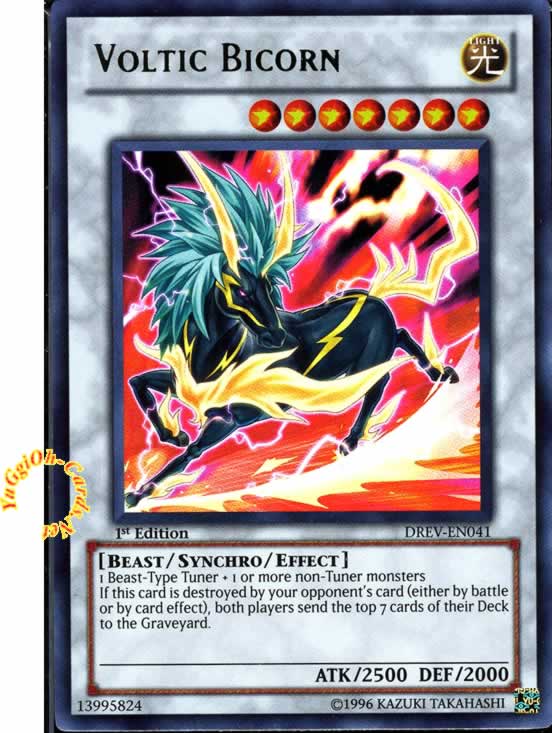 VOLTIC BICORN
LIGHT
光
YuGgiOh-Cards.Net
1st Edition
DREV-EN041
[BEAST/SYNCHRO/EFFECT]
1 Beast-Type Tuner + 1 or more non-Tuner monsters
If this card is destroyed by your opponent's card (either by battle
or by card effect), both players send the top 7 cards of their Deck
to the Graveyard.
ATK/2500 DEF/2000
13995824
©1996 KAZUKI TAKAHASHI